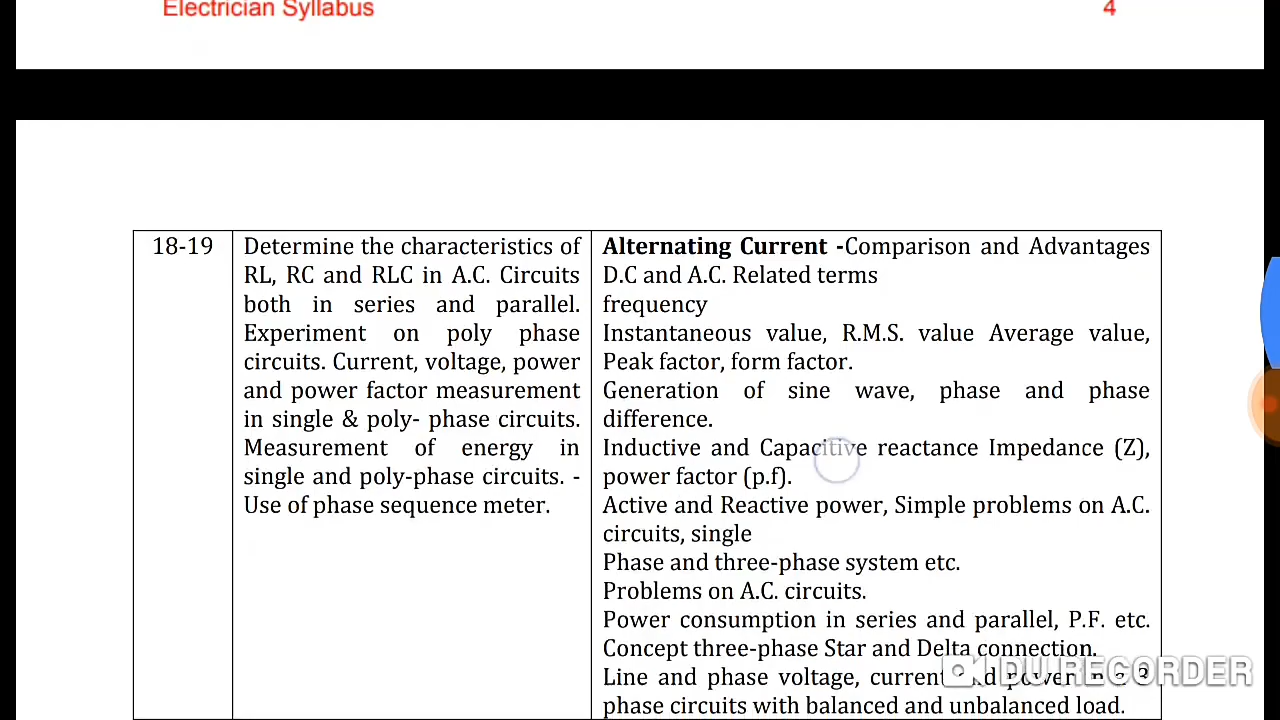 Electrician Syllabus 4
18-19
Determine the characteristics of
RL, RC and RLC in A.C. Circuits
both in series and parallel.
Experiment on poly phase
circuits. Current, voltage, power
and power factor measurement
in single & poly- phase circuits.
Measurement of energy in
single and poly-phase circuits. -
Use of phase sequence meter.
Alternating Current -Comparison and Advantages
D.C and A.C. Related terms
frequency
Instantaneous value, R.M.S. value Average value,
Peak factor, form factor.
Generation of sine wave, phase and phase
difference.
Inductive and Capacitive reactance Impedance (Z),
power factor (p.f).
Active and Reactive power, Simple problems on A.C.
circuits, single
Phase and three-phase system etc.
Problems on A.C. circuits.
Power consumption in series and parallel, P.F. etc.
Concept three-phase Star and Delta connection.
Line and phase voltage, current and power 3
phase circuits with balanced and unbalanced load.
DU RECORDER